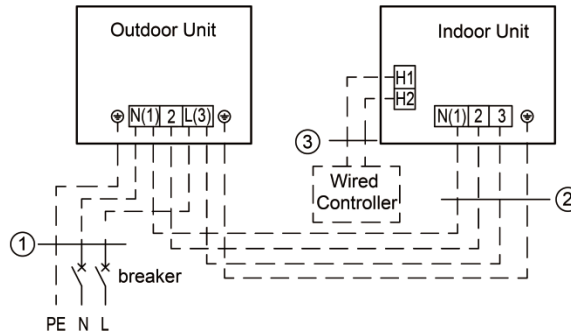 Outdoor Unit
N(1) 2 L(3)
Indoor Unit
H1
H2
N(1) 2 3
③
Wired
Controller
②
①
breaker
PE N L